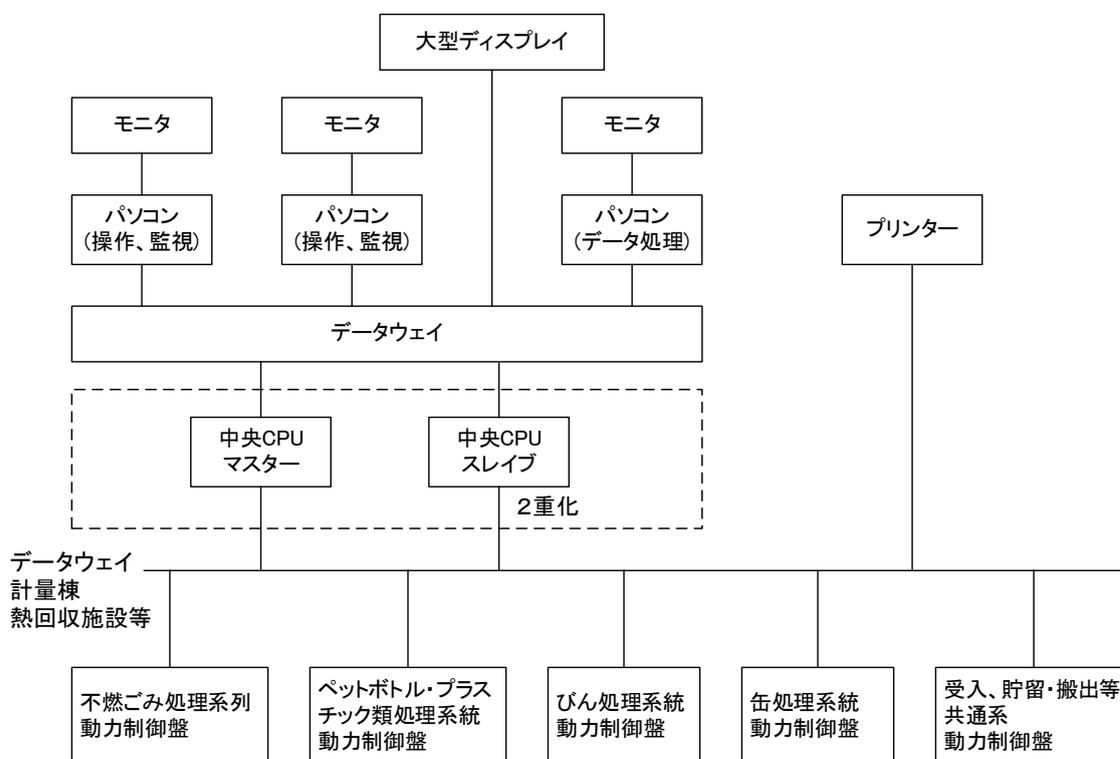 大型ディスプレイ
モニタ
モニタ
モニタ
パソコン
(操作、監視)
パソコン
(操作、監視)
パソコン
(データ処理)
プリンター
データウェイ
中央CPU
マスター
中央CPU
スレイブ
２重化
データウェイ
計量棟
熱回収施設等
不燃ごみ処理系列
動力制御盤
ペットボトル・プラス
チック類処理系統
動力制御盤
びん処理系統
動力制御盤
缶処理系統
動力制御盤
受入、貯留・搬出等
共通系
動力制御盤